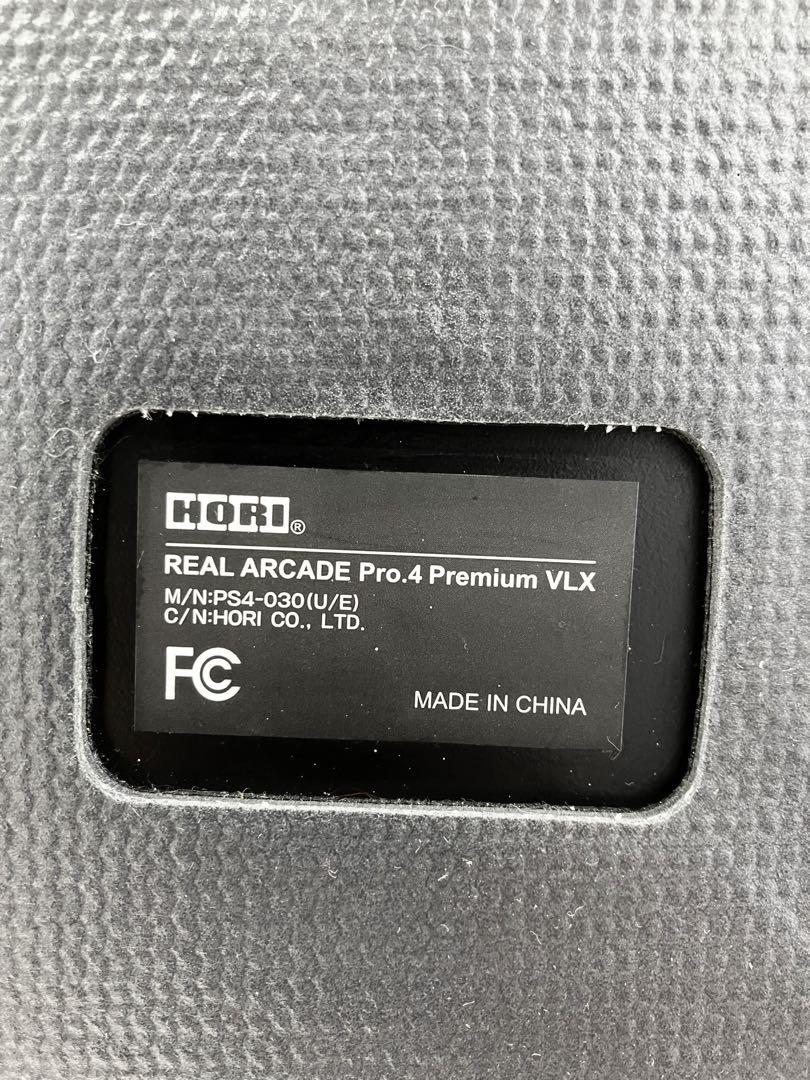 HORI®
REAL ARCADE Pro.4 Premium VLX
M/N:PS4-030(U/E)
C/N:HORI CO., LTD.
FC
MADE IN CHINA